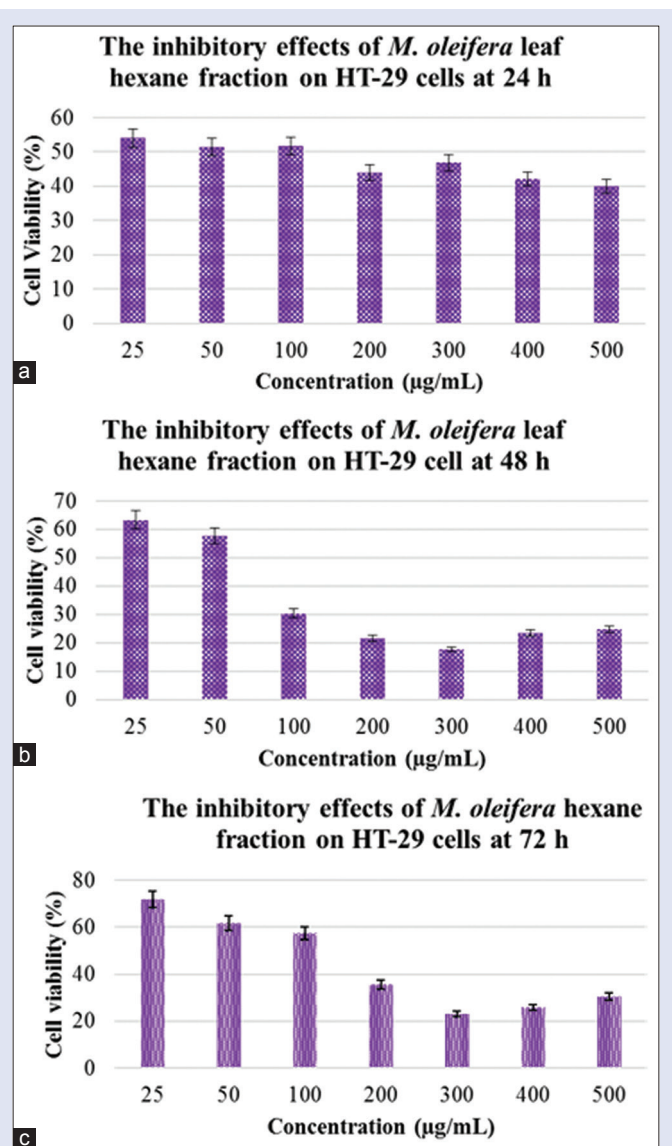 The inhibitory effects of M. oleifera leaf
hexane fraction on HT-29 cells at 24 h
Cell Viability (%)
60
50
40
30
20
10
0
25 50 100 200 300 400 500
Concentration (µg/mL)
a
The inhibitory effects of M. oleifera leaf
hexane fraction on HT-29 cell at 48 h
Cell viability (%)
70
60
50
40
30
20
10
0
25 50 100 200 300 400 500
Concentration (µg/mL)
b
The inhibitory effects of M. oleifera hexane
fraction on HT-29 cells at 72 h
Cell viability (%)
80
60
40
20
0
25 50 100 200 300 400 500
Concentration (µg/mL)
c